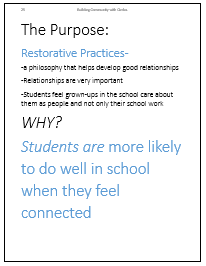 Building Community with Circles
The Purpose:
Restorative Practices-
-a philosophy that helps develop good relationships
-Relationships are very important
-Students feel grown-ups in the school care about
them as people and not only their school work
WHY?
Students are more likely
to do well in school
when they feel
connected